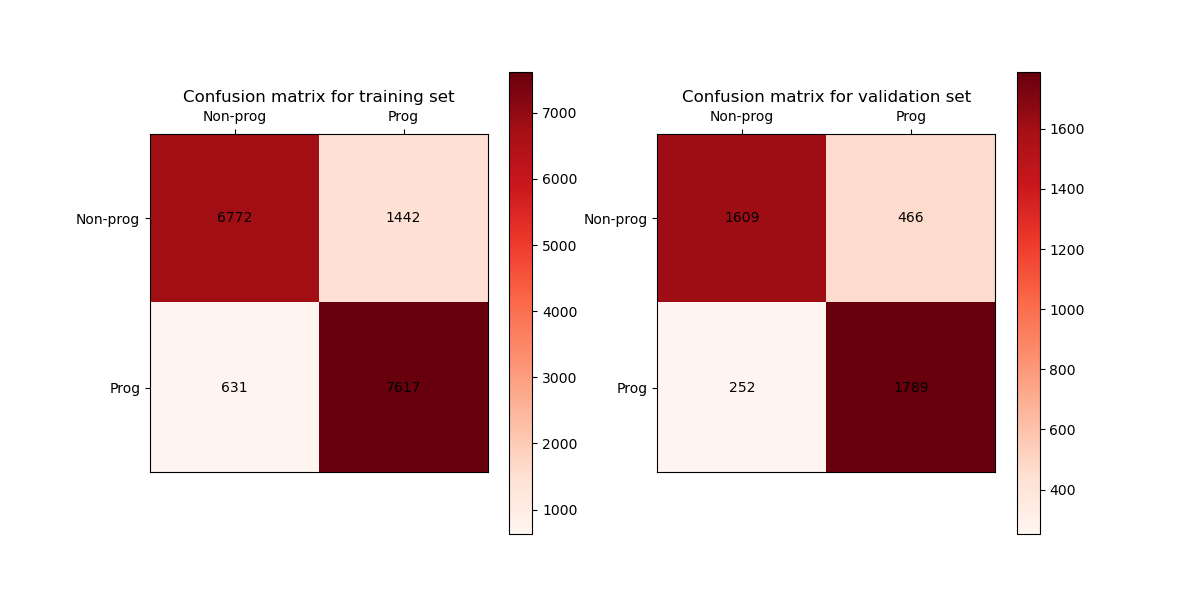 Confusion matrix for training set
Non-prog Prog
Non-prog 6772 1442
Prog 631 7617
7000
6000
5000
4000
3000
2000
1000
Confusion matrix for validation set
Non-prog Prog
Non-prog 1609 466
Prog 252 1789
1600
1400
1200
1000
800
600
400